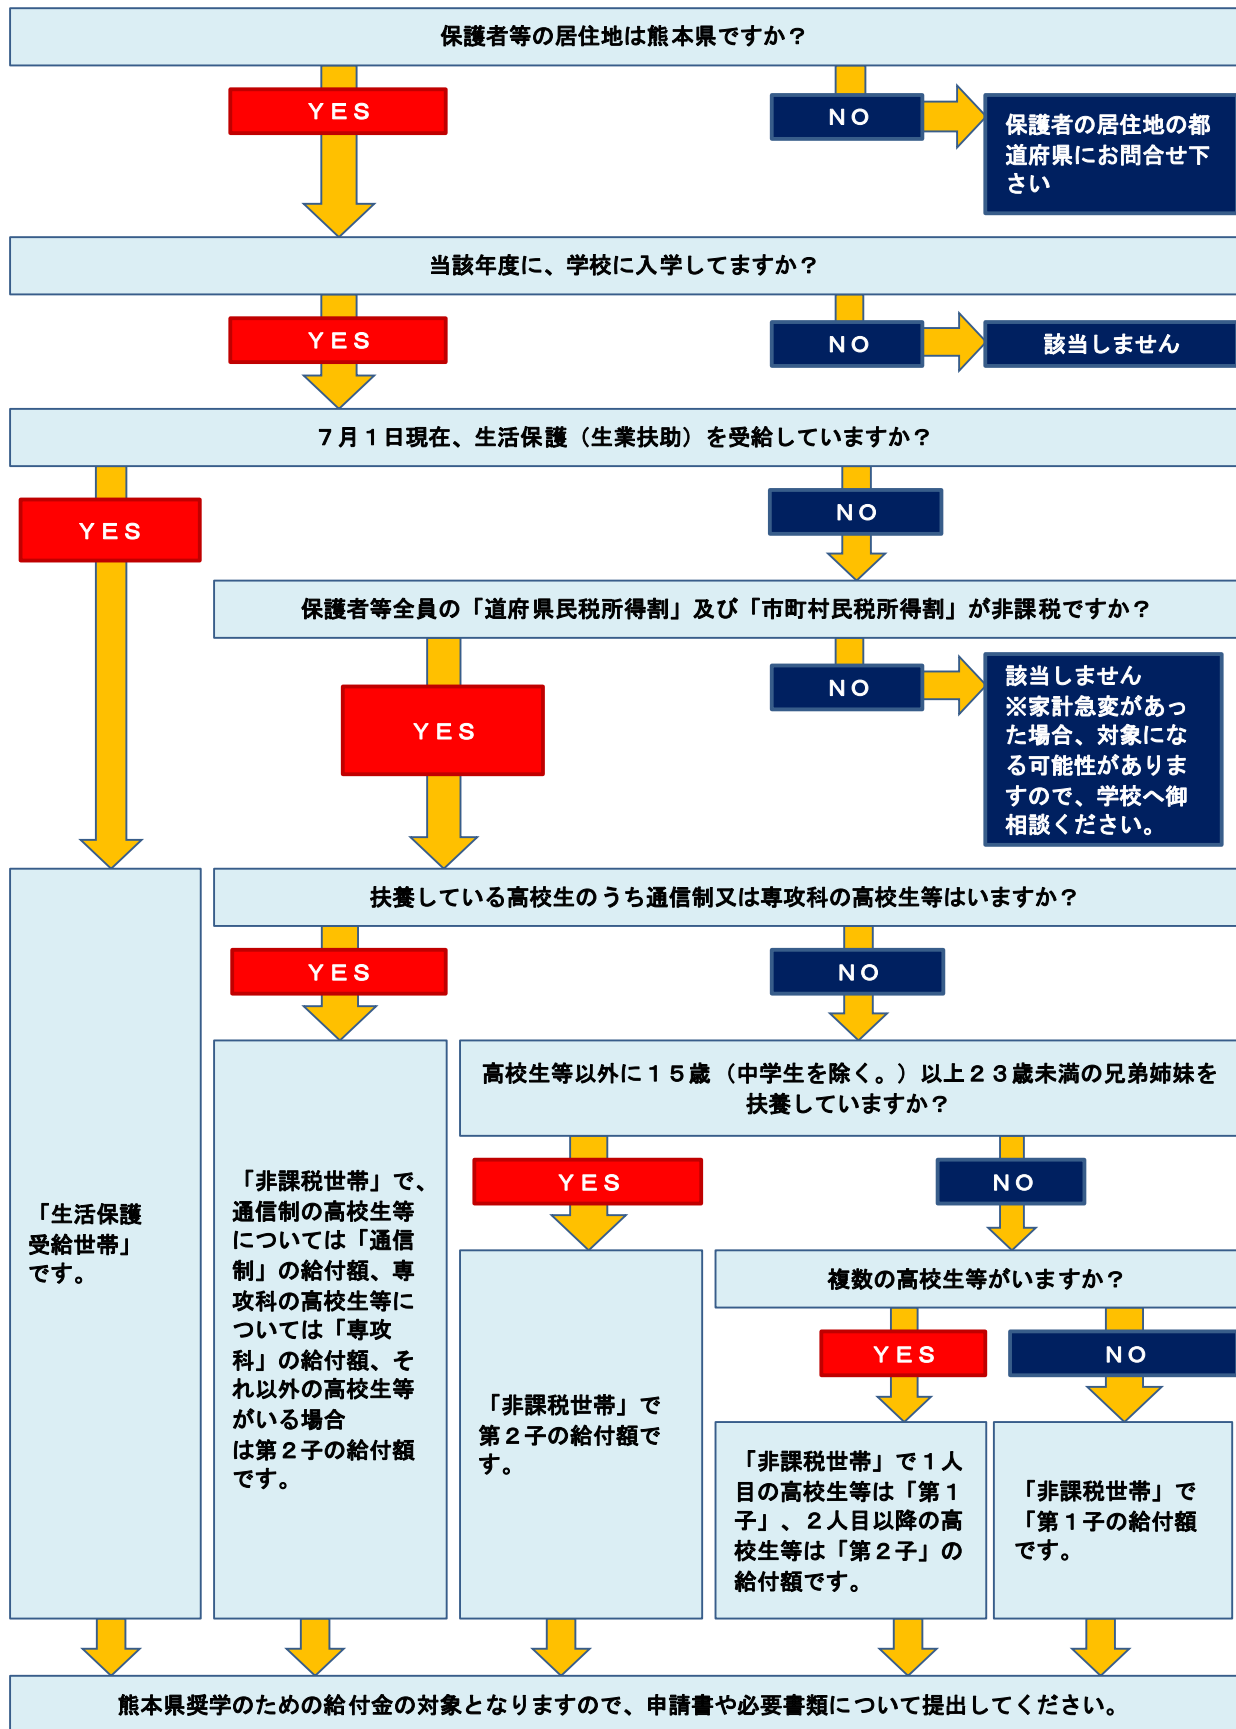 保護者等の居住地は熊本県ですか？
ＹＥＳ
ＮＯ
保護者の居住地の都
道府県にお問合せ下
さい
当該年度に、学校に入学してますか？
ＹＥＳ
ＮＯ
該当しません
７月１日現在、生活保護（生業扶助）を受給していますか？
ＹＥＳ
ＮＯ
保護者等全員の「道府県民税所得割」及び「市町村民税所得割」が非課税ですか？
ＹＥＳ
ＮＯ
該当しません
※家計急変があっ
た場合、対象にな
る可能性がありま
すので、学校へ御
相談ください。
扶養している高校生のうち通信制又は専攻科の高校生等はいますか？
ＹＥＳ
ＮＯ
高校生等以外に１５歳（中学生を除く。）以上２３歳未満の兄弟姉妹を
扶養していますか？
ＹＥＳ
ＮＯ
複数の高校生等がいますか？
ＹＥＳ
ＮＯ
「生活保護
受給世帯」
です。
「非課税世帯」で、
通信制の高校生等
については「通信
制」の給付額、専
攻科の高校生等に
ついては「専攻
科」の給付額、そ
れ以外の高校生等
がいる場合
は第２子の給付額
です。
「非課税世帯」で
第２子の給付額で
す。
「非課税世帯」で１人
目の高校生等は「第１
子」、２人目以降の高
校生等は「第２子」の
給付額です。
「非課税世帯」で
「第１子の給付額
です。
熊本県奨学のための給付金の対象となりますので、申請書や必要書類について提出してください。